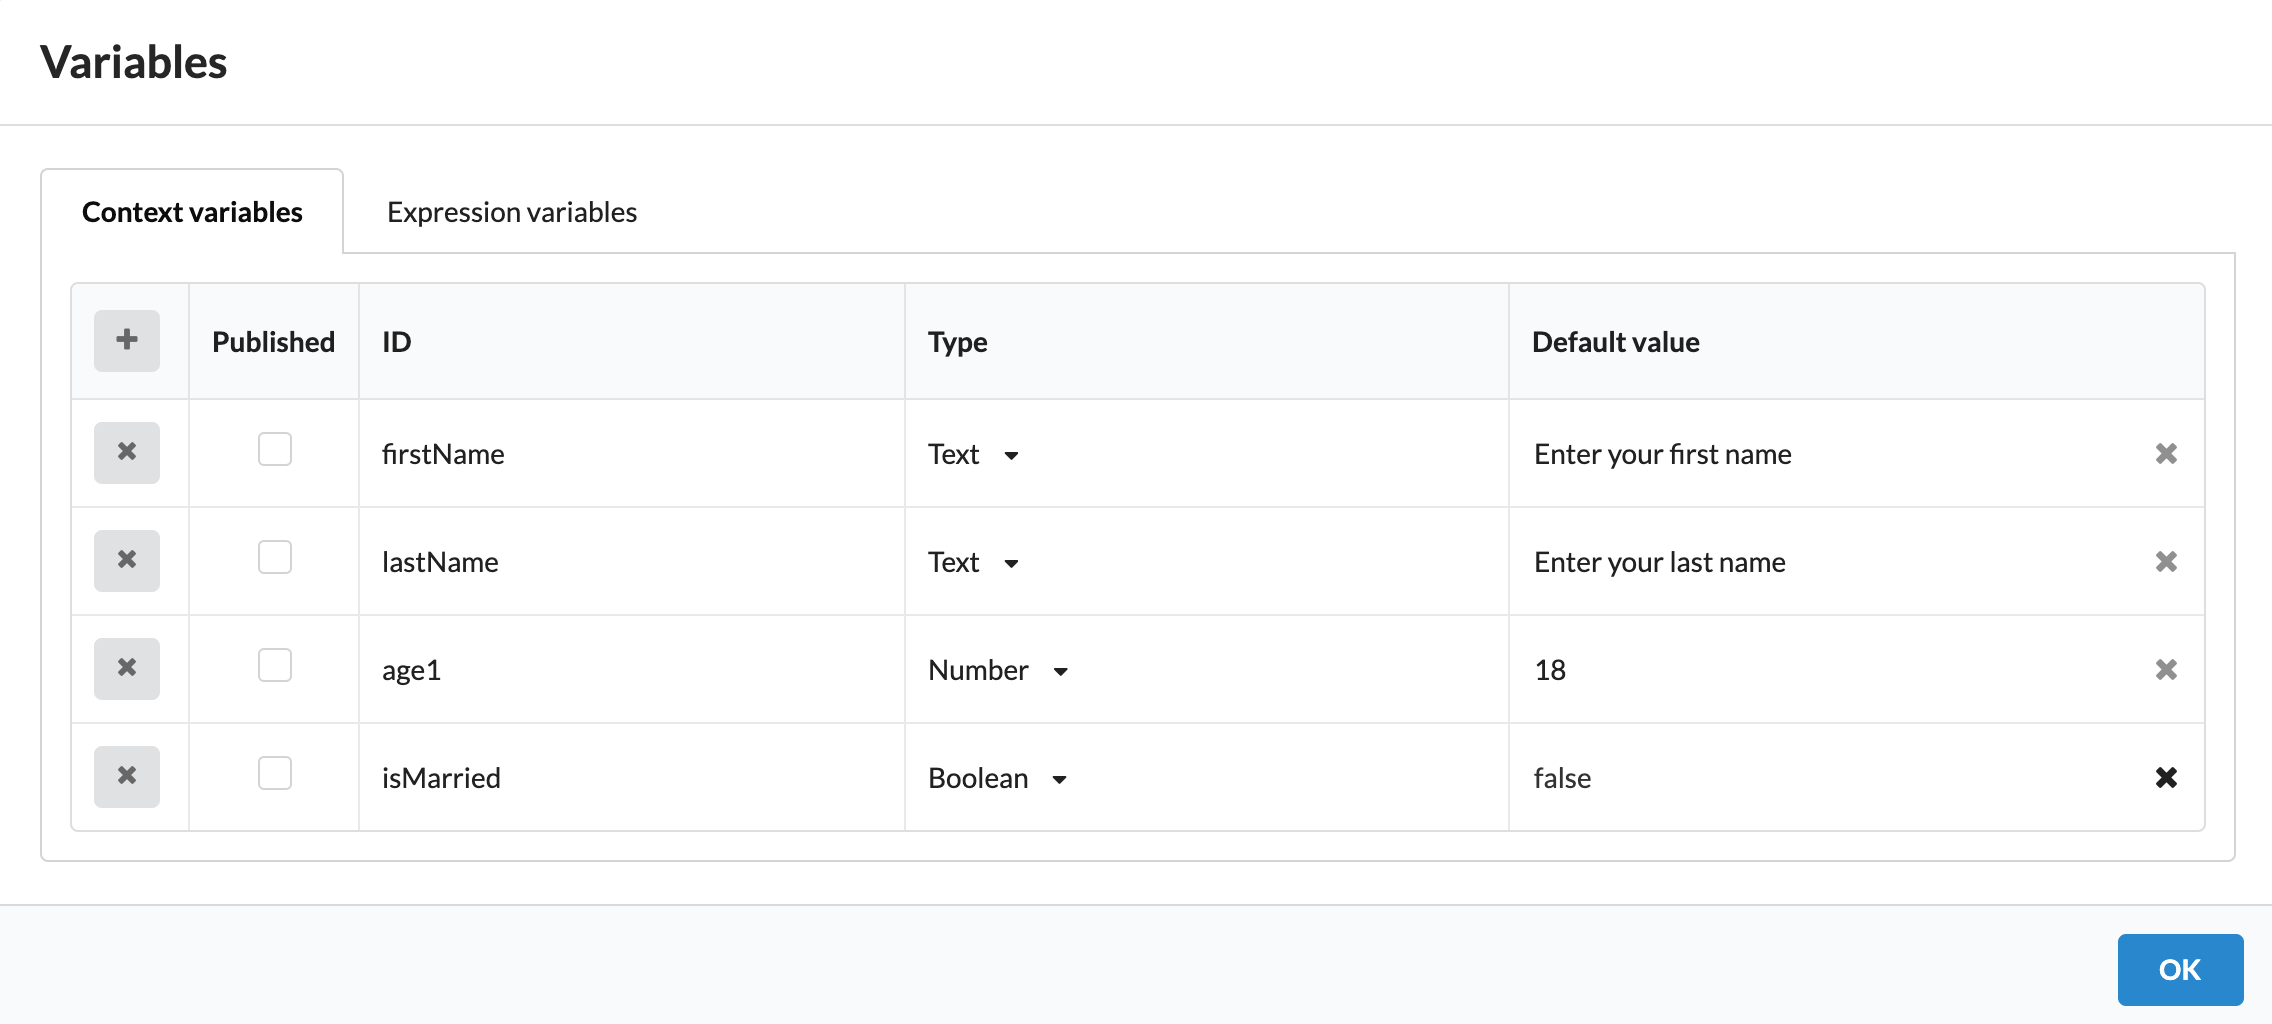 Variables
Context variables Expression variables
Published ID Type Default value
firstName Text Enter your first name
lastName Text Enter your last name
age1 Number 18
isMarried Boolean false
OK